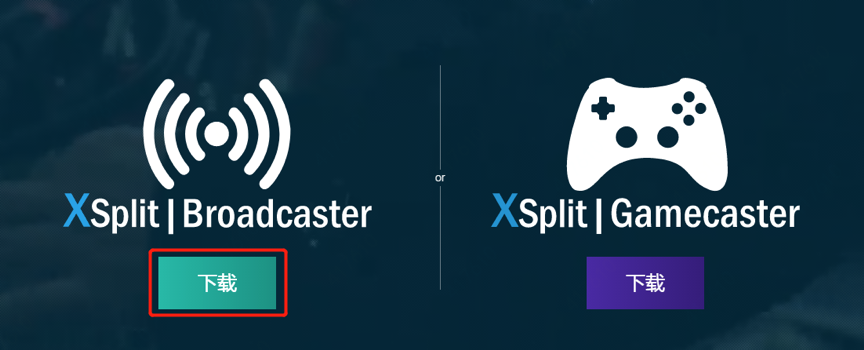 XSplit | Broadcaster
下载
or
XSplit | Gamecaster
下载